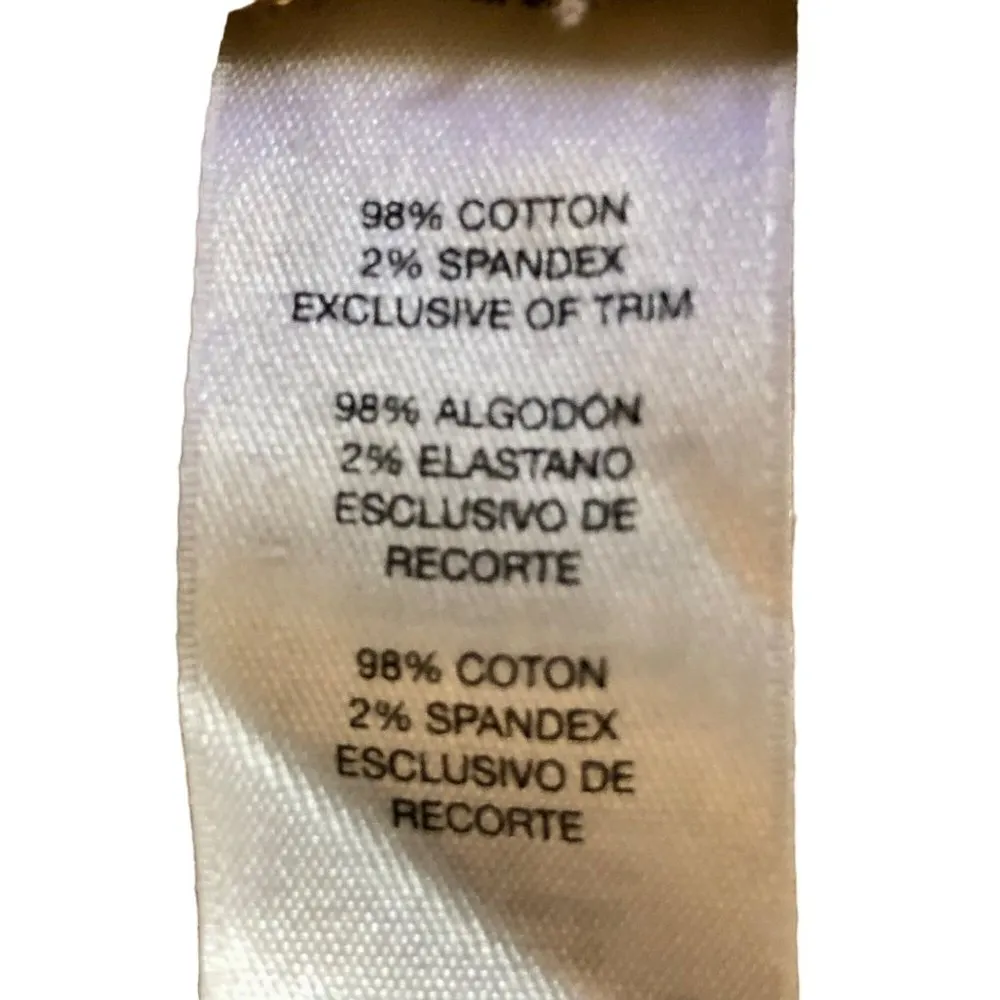 98% COTTON
2% SPANDEX
EXCLUSIVE OF TRIM
98% ALGODÓN
2% ELASTANO
ESCLUSIVO DE
RECORTE
98% COTON
2% SPANDEX
ESCLUSIVO DE
RECORTE